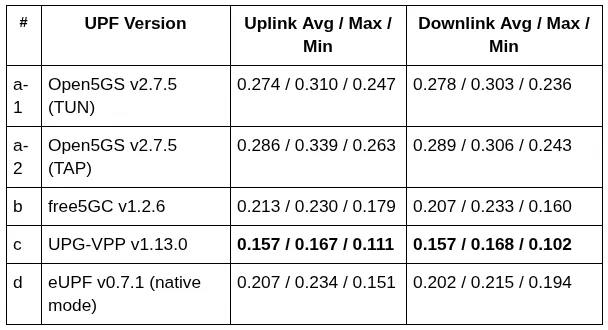 # UPF Version Uplink Avg / Max / Min Downlink Avg / Max / Min
a-1 Open5GS v2.7.5 (TUN) 0.274 / 0.310 / 0.247 0.278 / 0.303 / 0.236
a-2 Open5GS v2.7.5 (TAP) 0.286 / 0.339 / 0.263 0.289 / 0.306 / 0.243
b free5GC v1.2.6 0.213 / 0.230 / 0.179 0.207 / 0.233 / 0.160
c UPG-VPP v1.13.0 0.157 / 0.167 / 0.111 0.157 / 0.168 / 0.102
d eUPF v0.7.1 (native mode) 0.207 / 0.234 / 0.151 0.202 / 0.215 / 0.194